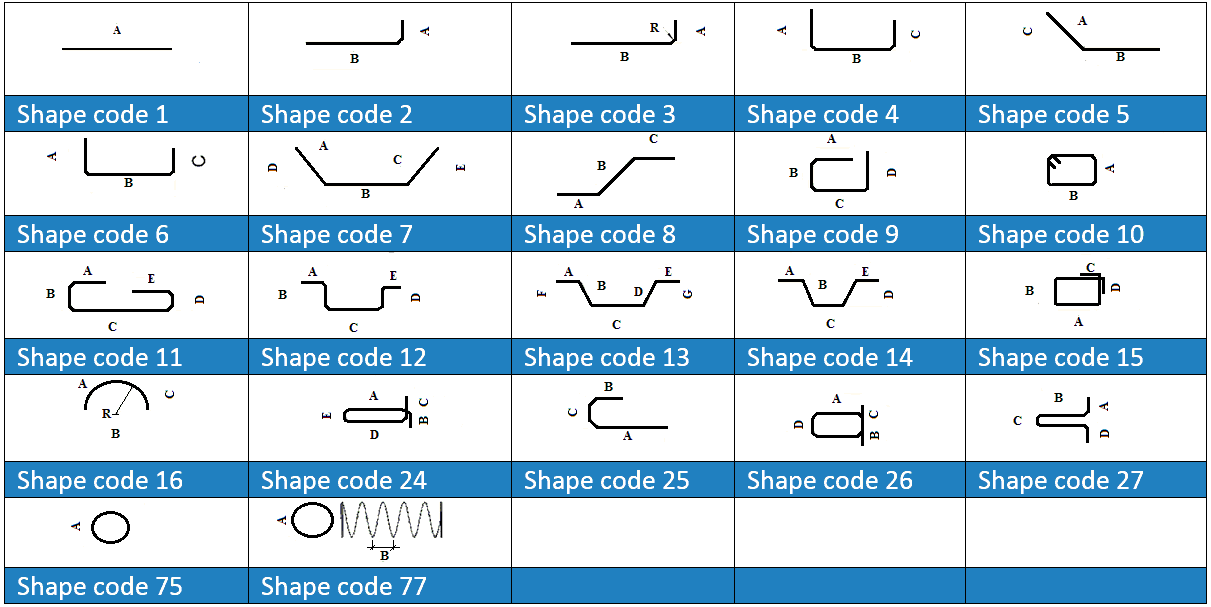 A
A
B
R
A
B
A
B
C
C
A
B
Shape code 1
Shape code 2
Shape code 3
Shape code 4
Shape code 5
A
B
C
D
A
B
C
E
A
B
C
A
B
C
D
A
B
Shape code 6
Shape code 7
Shape code 8
Shape code 9
Shape code 10
A
B
C
E
D
A
B
C
E
D
F
A
B
C
D
E
G
A
B
C
E
D
C
B
A
D
Shape code 11
Shape code 12
Shape code 13
Shape code 14
Shape code 15
A
R
B
C
E
A
D
C
B
B
C
A
D
A
C
B
C
B
A
D
Shape code 16
Shape code 24
Shape code 25
Shape code 26
Shape code 27
A
A
B
Shape code 75
Shape code 77